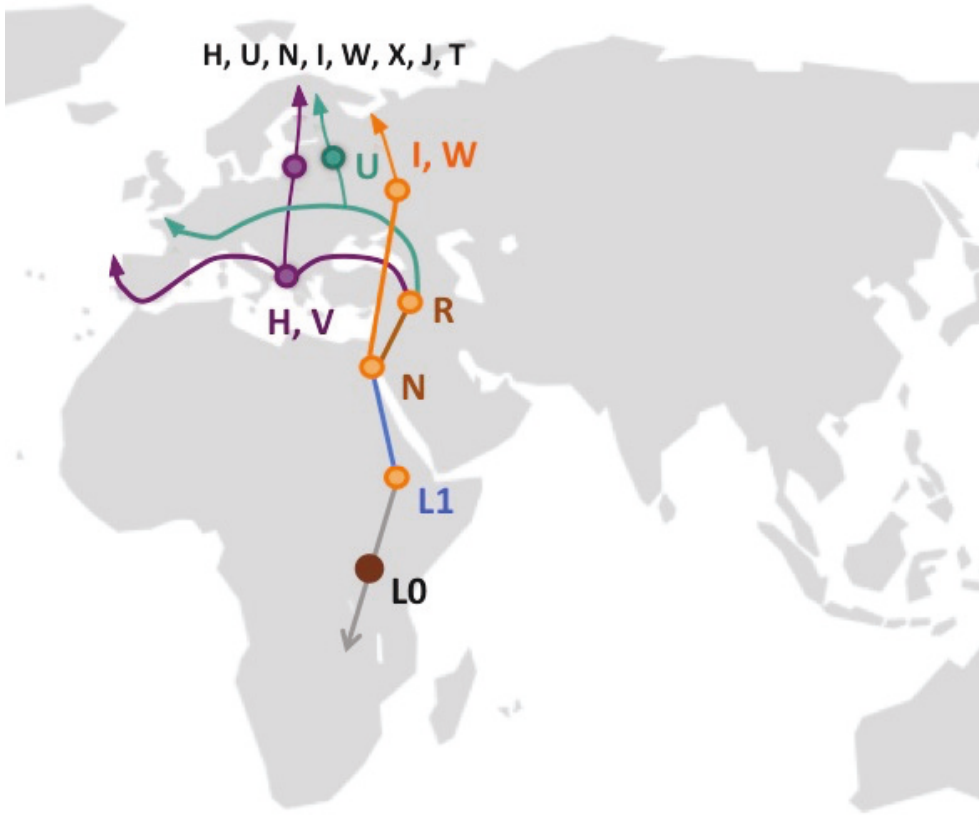 H, U, N, I, W, X, J, T
U
I, W
H, V
R
N
L1
L0